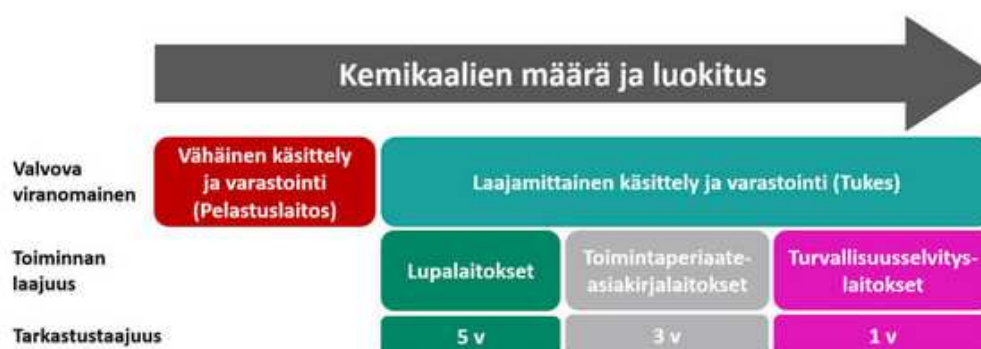 Kemikaalien määrä ja luokitus
Valvova
viranomainen
Vähäinen käsittely
ja varastointi
(Pelastuslaitos)
Laajamittainen käsittely ja varastointi (Tukes)
Toiminnan
laajuus
Lupalaitokset
Toimintaperiaate-
asiakirjalaitokset
Turvallisuusselvitys-
laitokset
Tarkastustaajuus
5 v
3 v
1 v